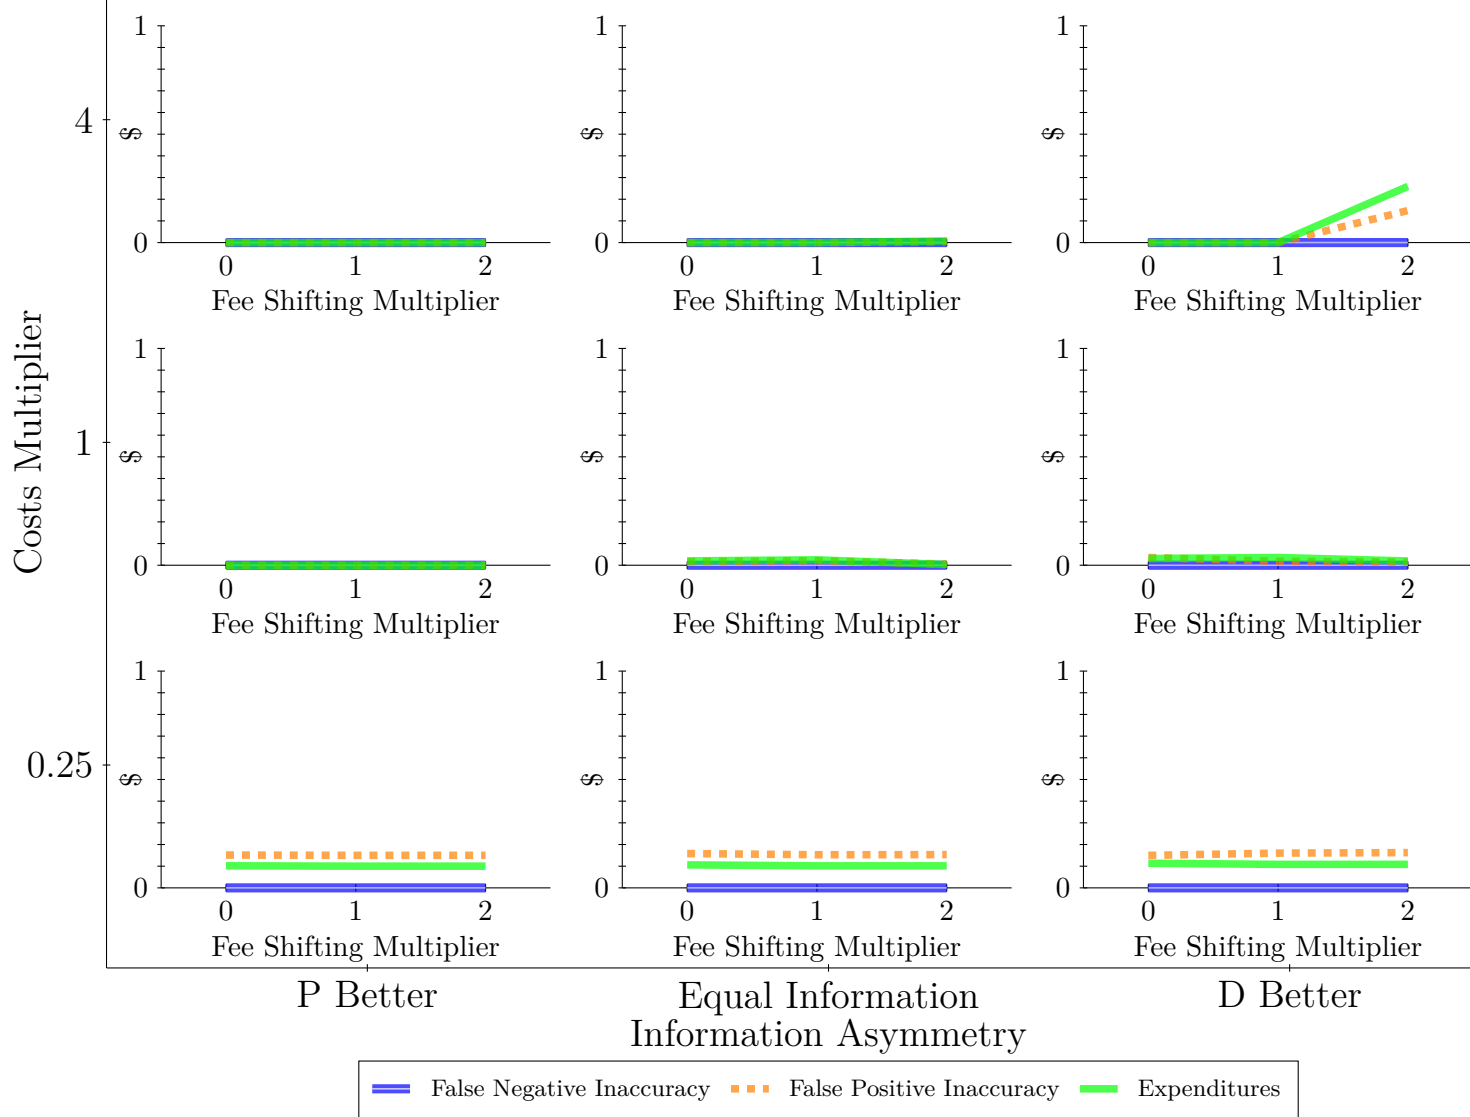 Costs Multiplier
4
1
0.25
1
0
$
0 1 2
Fee Shifting Multiplier
1
0
$
0 1 2
Fee Shifting Multiplier
1
0
$
0 1 2
Fee Shifting Multiplier
1
0
$
0 1 2
Fee Shifting Multiplier
1
0
$
0 1 2
Fee Shifting Multiplier
1
0
$
0 1 2
Fee Shifting Multiplier
1
0
$
0 1 2
Fee Shifting Multiplier
1
0
$
0 1 2
Fee Shifting Multiplier
1
0
$
0 1 2
Fee Shifting Multiplier
P Better
Equal Information
D Better
Information Asymmetry
False Negative Inaccuracy
False Positive Inaccuracy
Expenditures